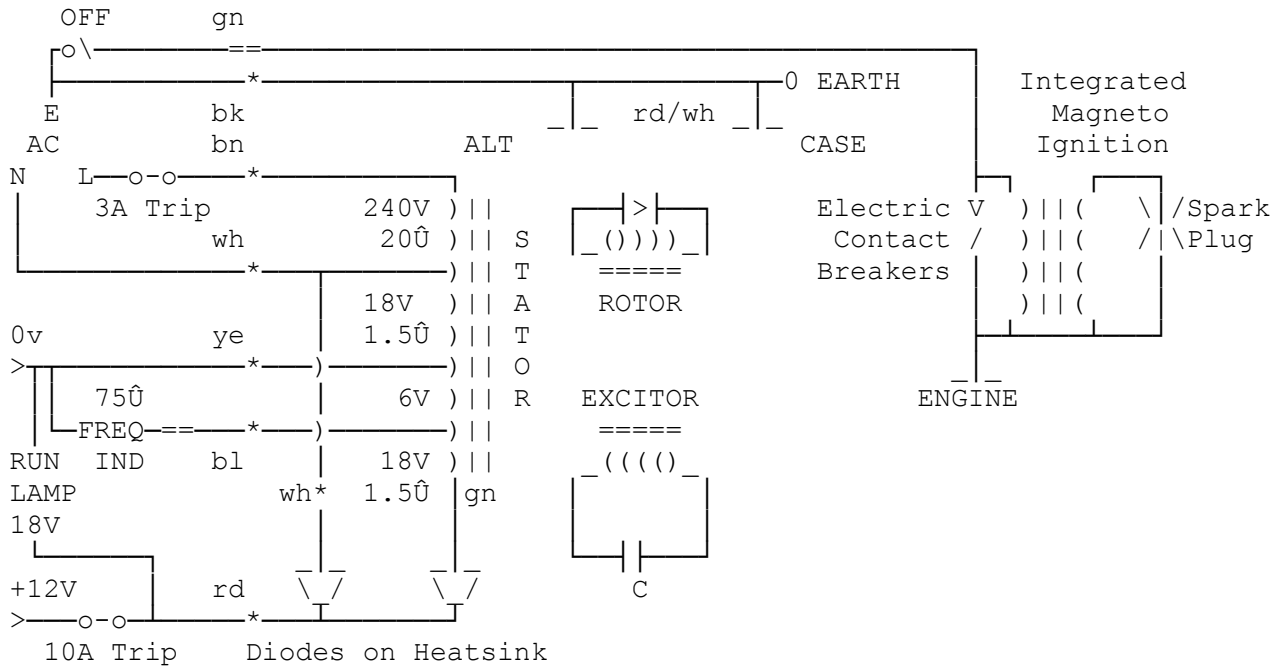 OFF gn
E bk 0 EARTH Integrated
rd/wh Magneto
AC bn ALT CASE Ignition
N L
3A Trip 240V Electric V Spark
wh 20Û S Contact Plug
T Breakers
18V A ROTOR
0v ye 1.5Û T
O
75Û 6V R EXCITOR ENGINE
FREQ
RUN IND bl 18V
LAMP wh* 1.5Û gn
18V
+12V rd C
10A Trip Diodes on Heatsink